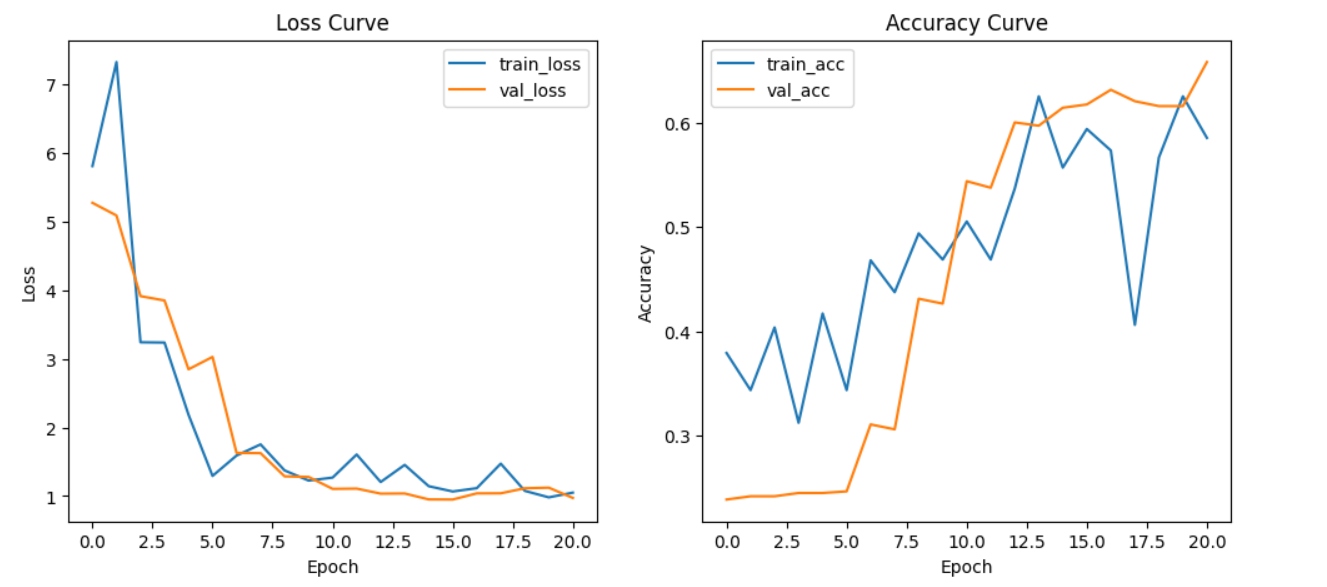 Loss Curve
train_loss
val_loss
7
6
5
4
3
2
1
Loss
0.0 2.5 5.0 7.5 10.0 12.5 15.0 17.5 20.0
Epoch
Accuracy Curve
train_acc
val_acc
0.6
0.5
0.4
0.3
Accuracy
0.0 2.5 5.0 7.5 10.0 12.5 15.0 17.5 20.0
Epoch